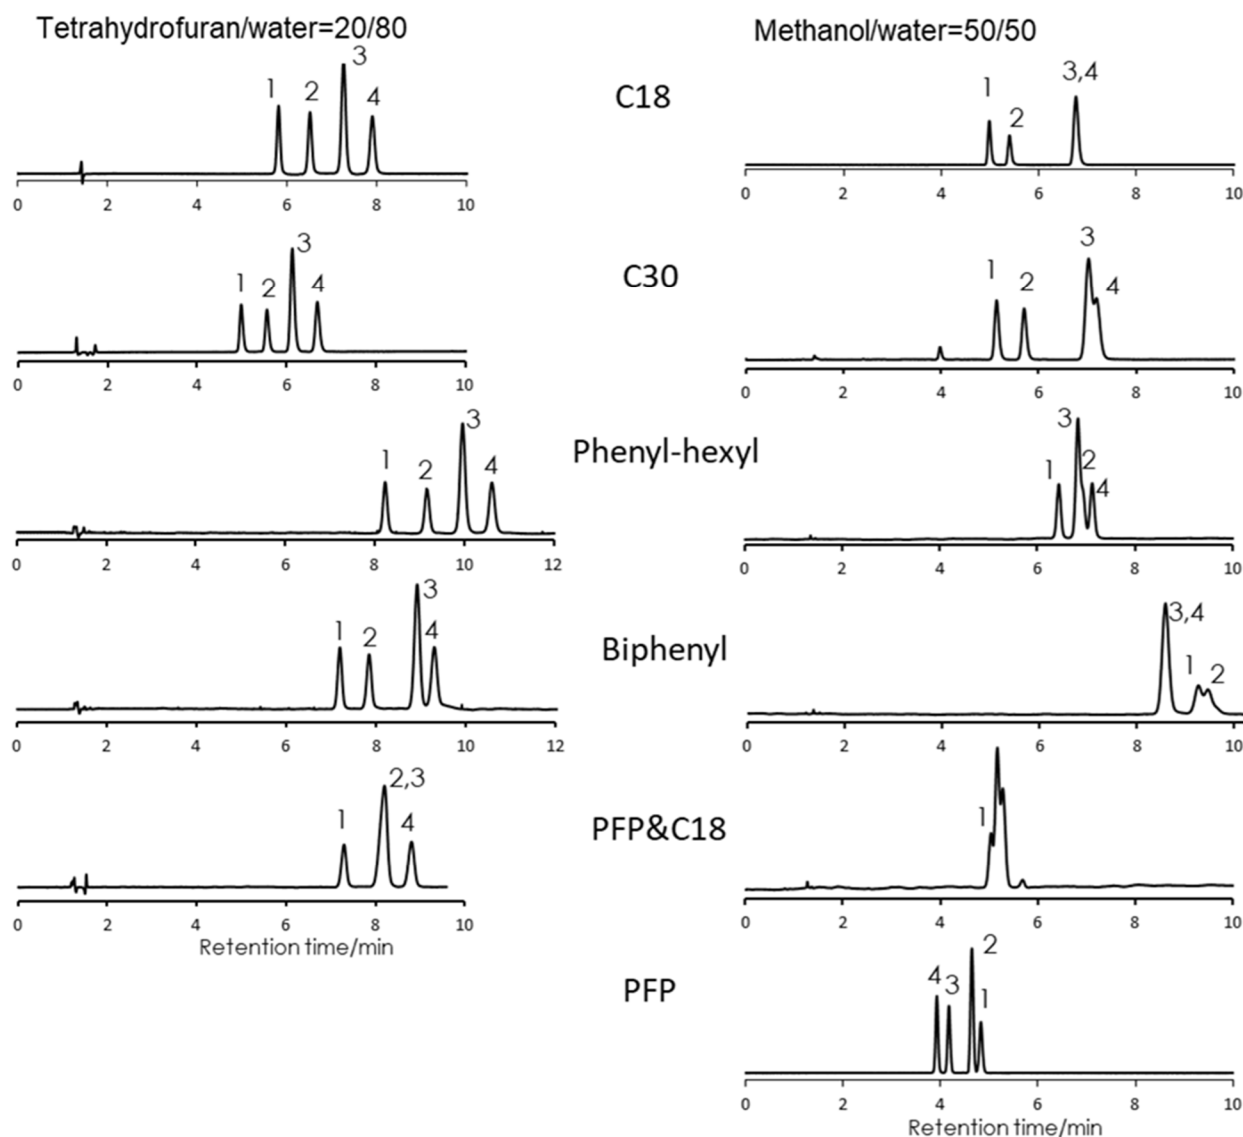 Tetrahydrofuran/water=20/80
Methanol/water=50/50
1
2
3
4
C18
1
2
3,4
0 2 4 6 8 10
0 2 4 6 8 10
1
2
3
4
C30
1
2
3
4
0 2 4 6 8 10
0 2 4 6 8 10
1
2
3
4
Phenyl-hexyl
1
3
2
4
0 2 4 6 8 10 12
0 2 4 6 8 10
1
2
3
4
Biphenyl
3,4
1
2
0 2 4 6 8 10 12
0 2 4 6 8 10
1
2,3
4
PFP&C18
1
0 2 4 6 8 10
Retention time/min
0 2 4 6 8 10
PFP
4
3
2
1
0 2 4 6 8 10
Retention time/min